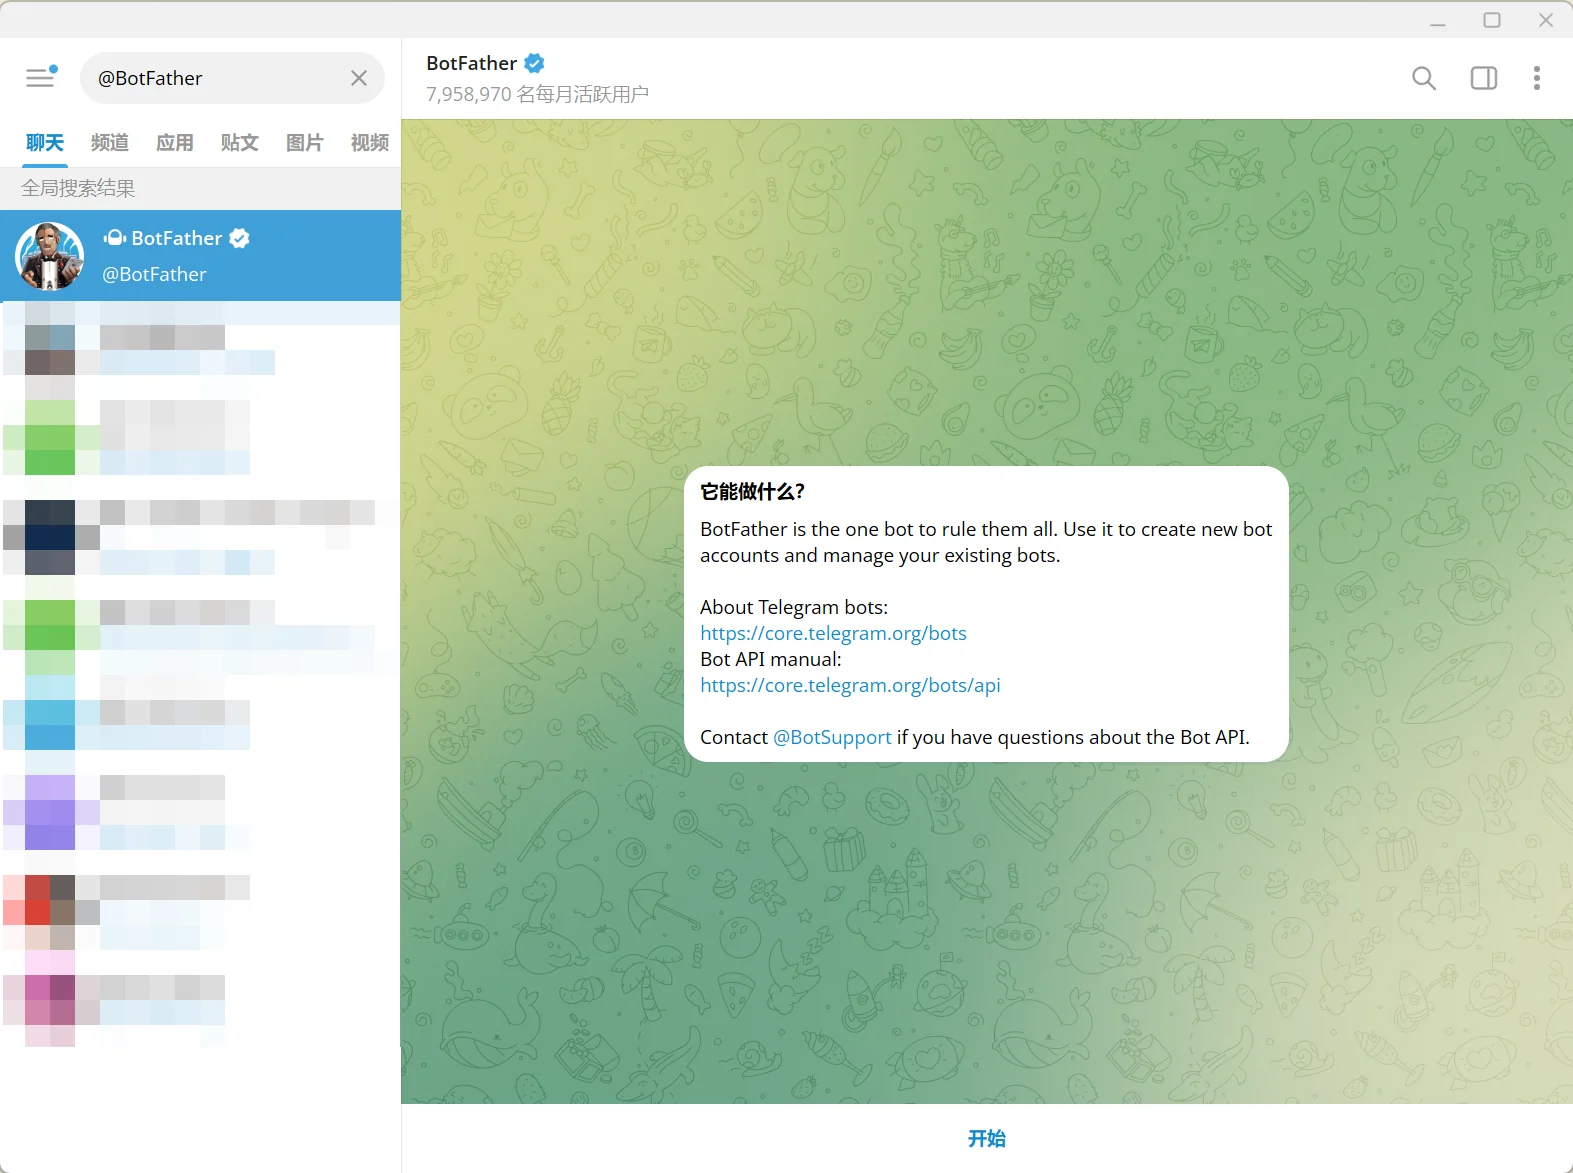 @BotFather
聊天 频道 应用 贴文 图片 视频
全局搜索结果
BotFather
@BotFather
BotFather
7,958,970 名每月活跃用户
它能做什么?
BotFather is the one bot to rule them all. Use it to create new bot
accounts and manage your existing bots.
About Telegram bots:
https://core.telegram.org/bots
Bot API manual:
https://core.telegram.org/bots/api
Contact @BotSupport if you have questions about the Bot API.
开始